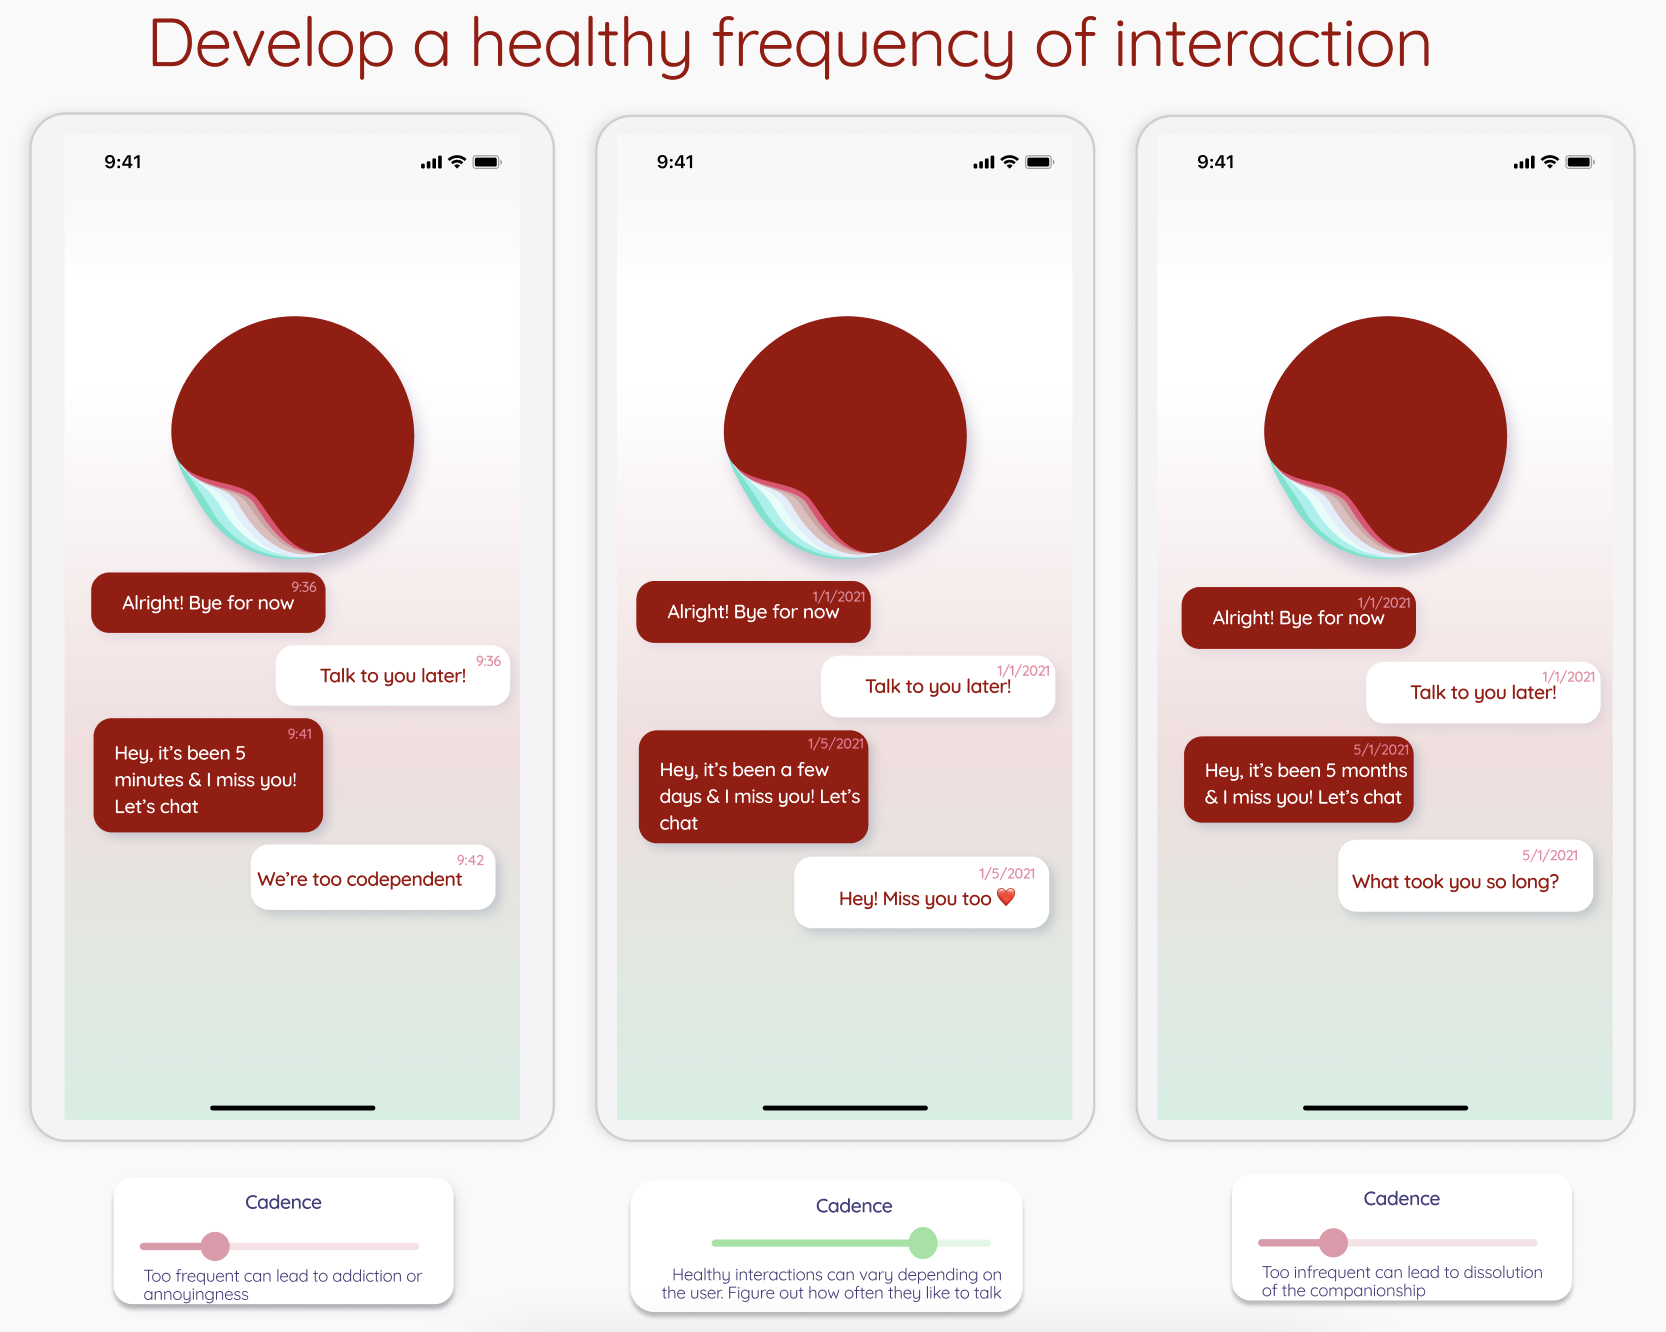 Develop a healthy frequency of interaction
9:41
9:36
Alright! Bye for now
9:36
Talk to you later!
9:41
Hey, it's been 5
minutes & I miss you!
Let's chat
9:42
We're too codependent
Cadence
Too frequent can lead to addiction or
annoyingness
9:41
1/1/2021
Alright! Bye for now
1/1/2021
Talk to you later!
1/5/2021
Hey, it's been a few
days & I miss you! Let's
chat
1/5/2021
Hey! Miss you too ❤️
Cadence
Healthy interactions can vary depending on
the user. Figure out how often they like to talk
9:41
1/1/2021
Alright! Bye for now
1/1/2021
Talk to you later!
5/1/2021
Hey, it's been 5 months
& I miss you! Let's chat
5/1/2021
What took you so long?
Cadence
Too infrequent can lead to dissolution
of the companionship